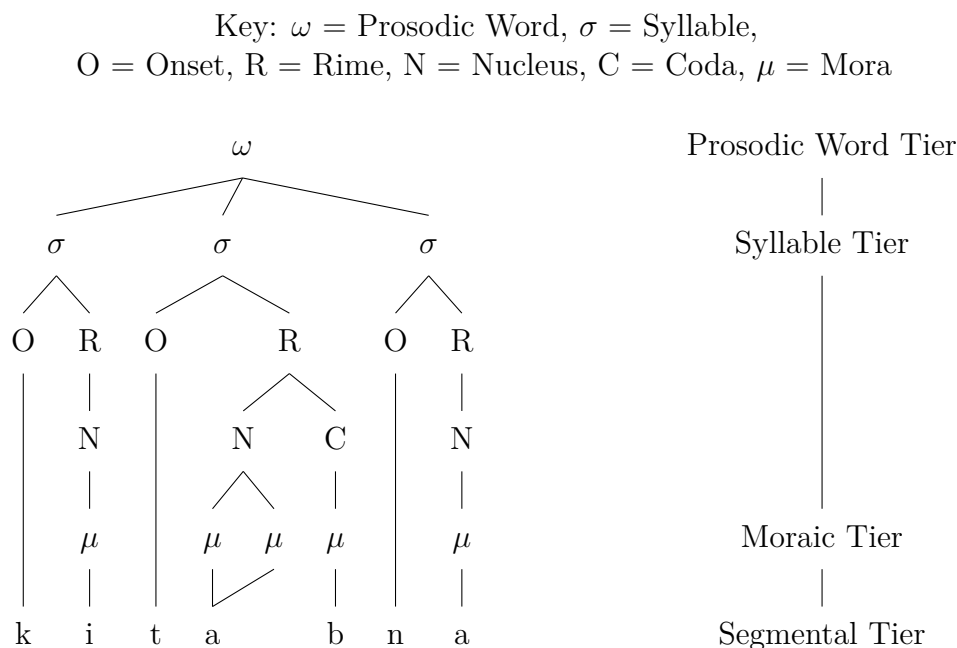 Key: ω = Prosodic Word, σ = Syllable,
O = Onset, R = Rime, N = Nucleus, C = Coda, μ = Mora
ω Prosodic Word Tier
σ σ σ Syllable Tier
O R O R O R
N N C N
μ μ μ μ μ Moraic Tier
k i t a b n a Segmental Tier